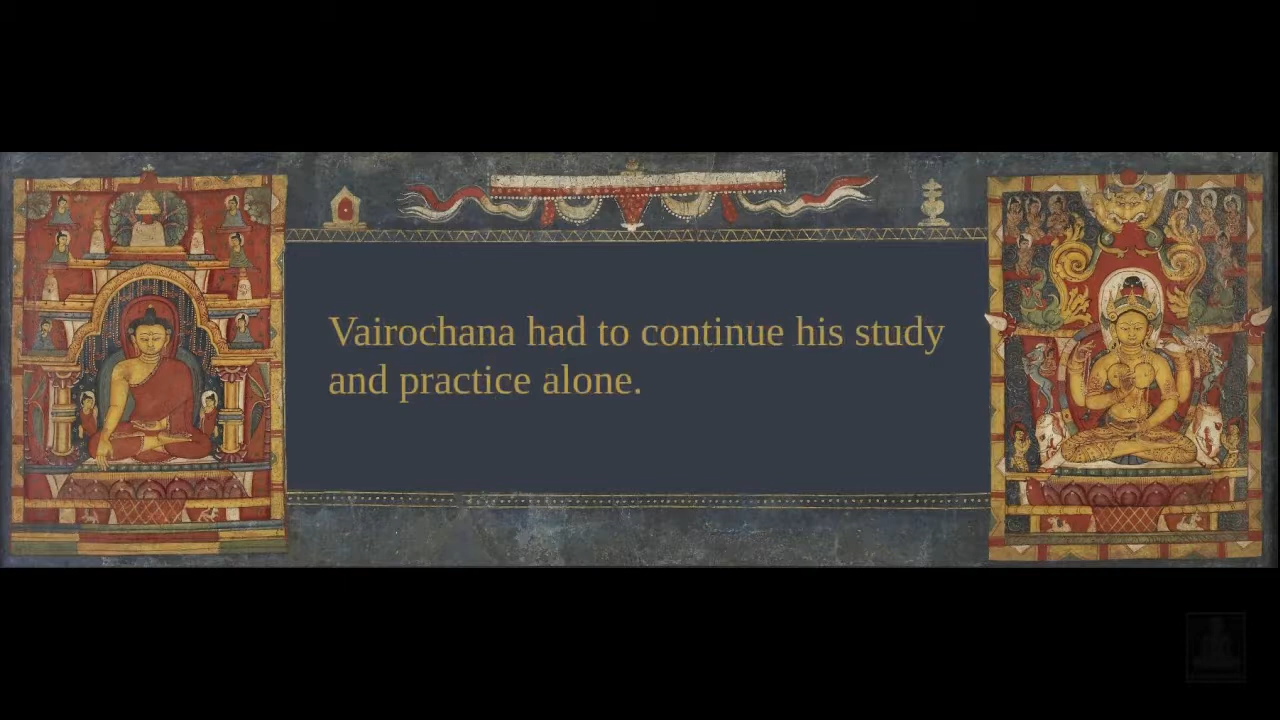 Vairochana had to continue his study
and practice alone.